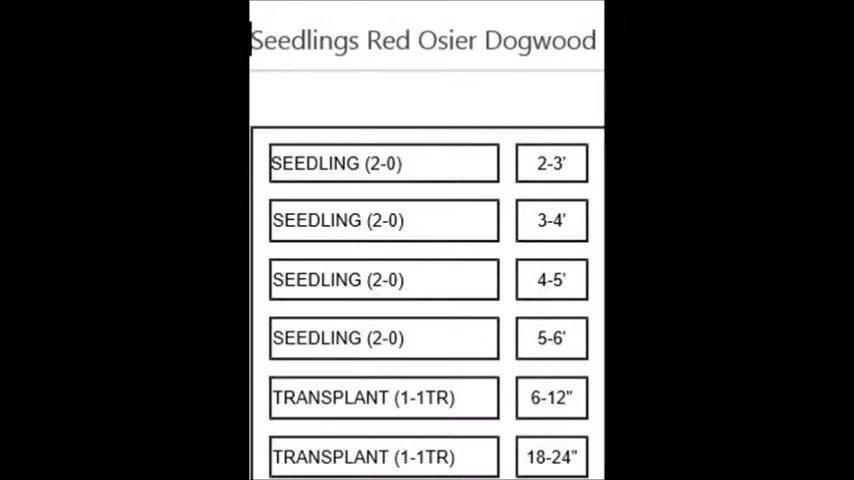 Seedlings Red Osier Dogwood
SEEDLING (2-0) 2-3'
SEEDLING (2-0) 3-4'
SEEDLING (2-0) 4-5'
SEEDLING (2-0) 5-6'
TRANSPLANT (1-1TR) 6-12"
TRANSPLANT (1-1TR) 18-24"